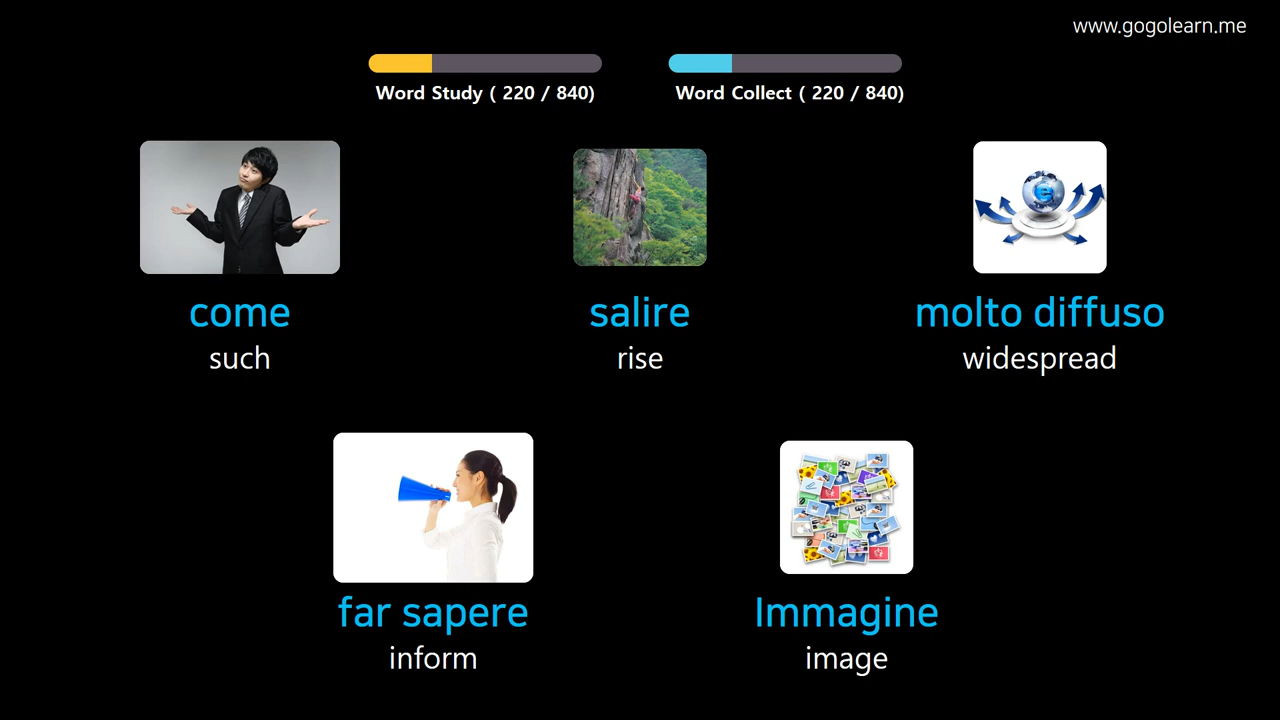 www.gogolearn.me
Word Study ( 220 / 840)
Word Collect ( 220 / 840)
come
such
salire
rise
molto diffuso
widespread
far sapere
inform
Immagine
image